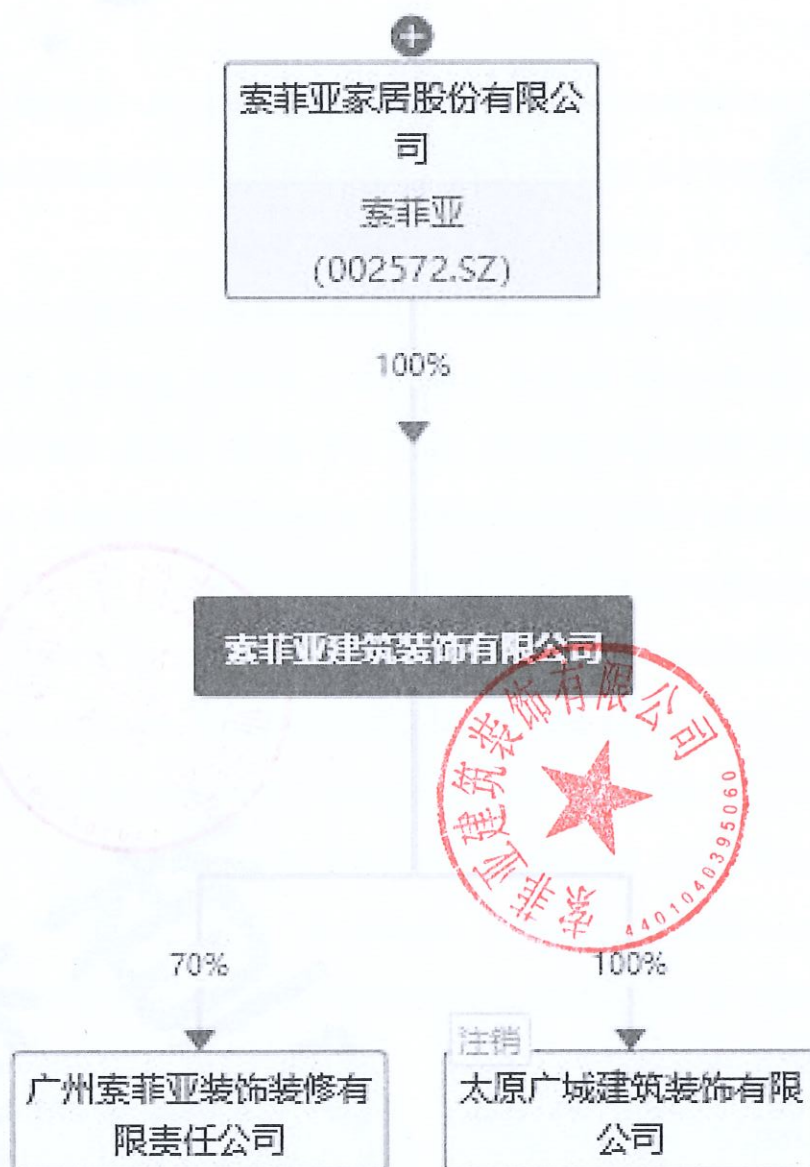 索菲亚家居股份有限公
司
索菲亚
(002572.SZ)
100%
索菲亚建筑装饰有限公司
索菲亚建筑装饰有限公司
4401040395060
70%
100%
注销
广州索菲亚装饰装修有
限责任公司
太原广城建筑装饰有限
公司